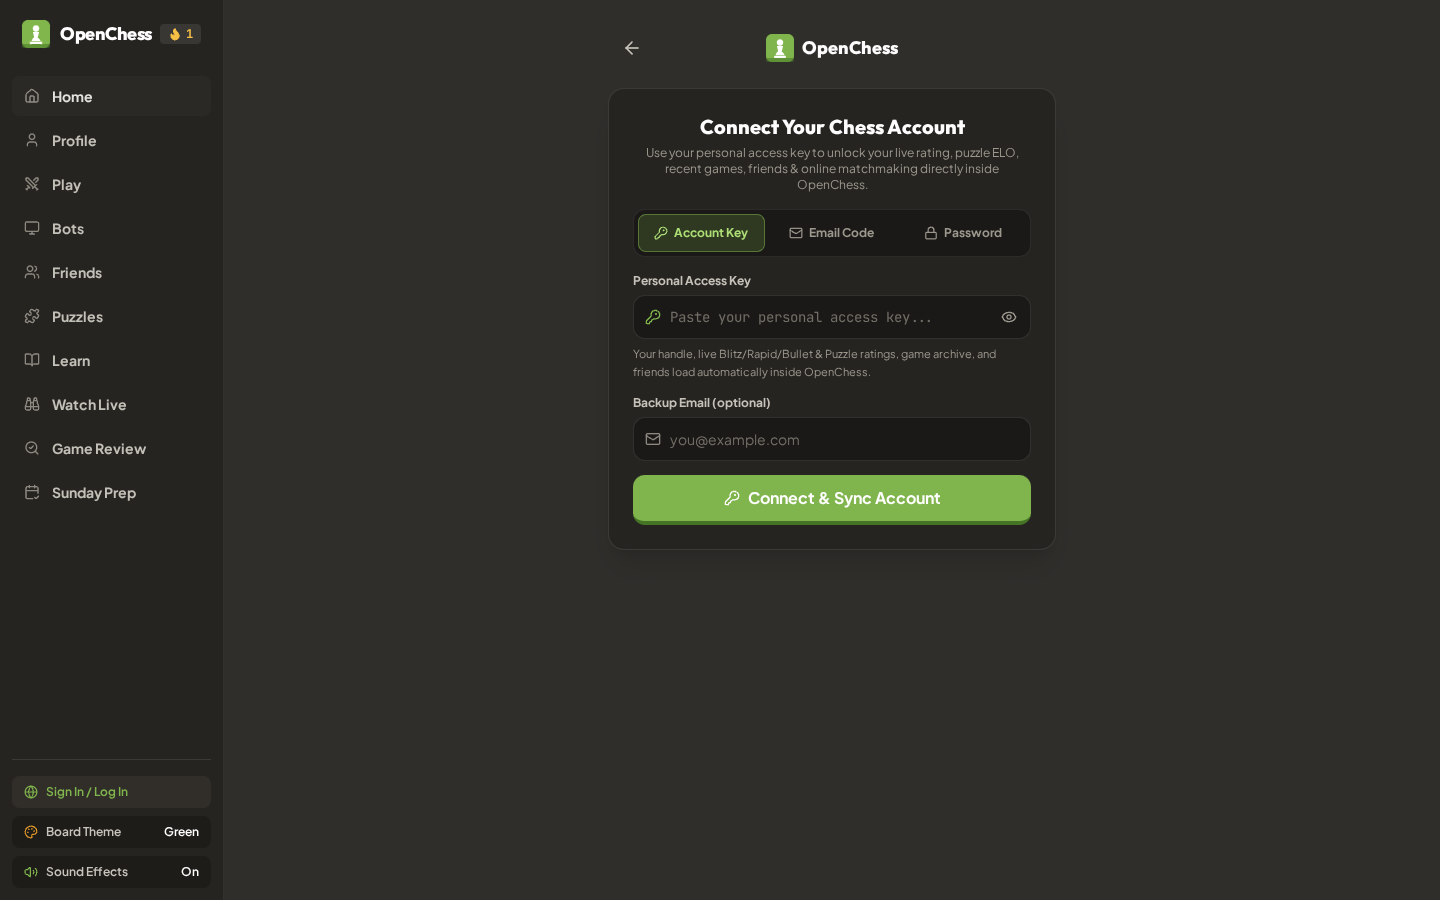 OpenChess 1
Home
Profile
Play
Bots
Friends
Puzzles
Learn
Watch Live
Game Review
Sunday Prep
Sign In / Log In
Board Theme Green
Sound Effects On
OpenChess
Connect Your Chess Account
Use your personal access key to unlock your live rating, puzzle ELO,
recent games, friends & online matchmaking directly inside
OpenChess.
Account Key Email Code Password
Personal Access Key
Paste your personal access key...
Your handle, live Blitz/Rapid/Bullet & Puzzle ratings, game archive, and
friends load automatically inside OpenChess.
Backup Email (optional)
you@example.com
Connect & Sync Account